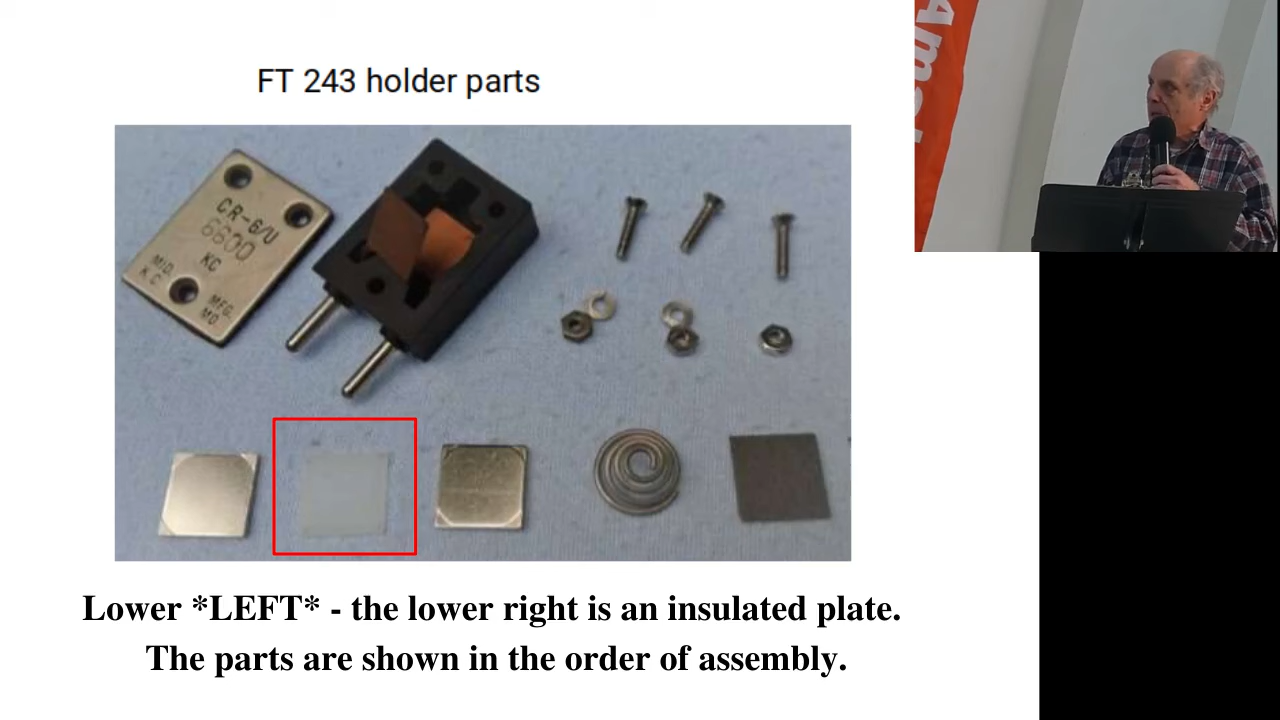 FT 243 holder parts
CR-6/U
6600
KC
MID. MFG.
K.C. MO
Lower *LEFT* - the lower right is an insulated plate.
The parts are shown in the order of assembly.